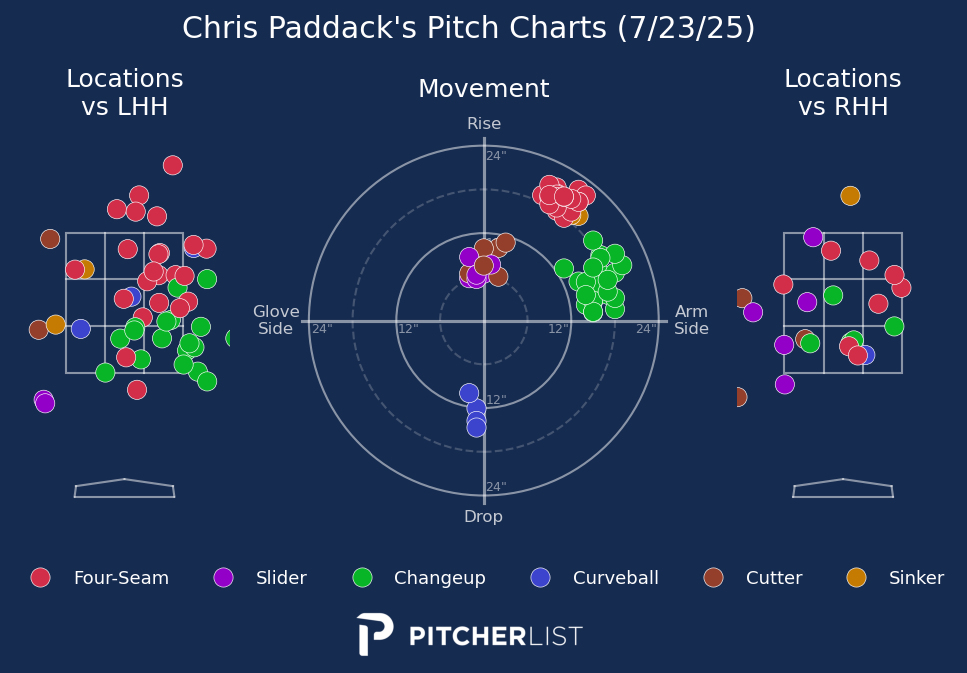 Chris Paddack's Pitch Charts (7/23/25)
Locations
vs LHH
Movement
Locations
vs RHH
Rise
24"
Glove
Side
24"
12"
12"
24"
Arm
Side
12"
24"
Drop
Four-Seam
Slider
Changeup
Curveball
Cutter
Sinker
PITCHERLIST